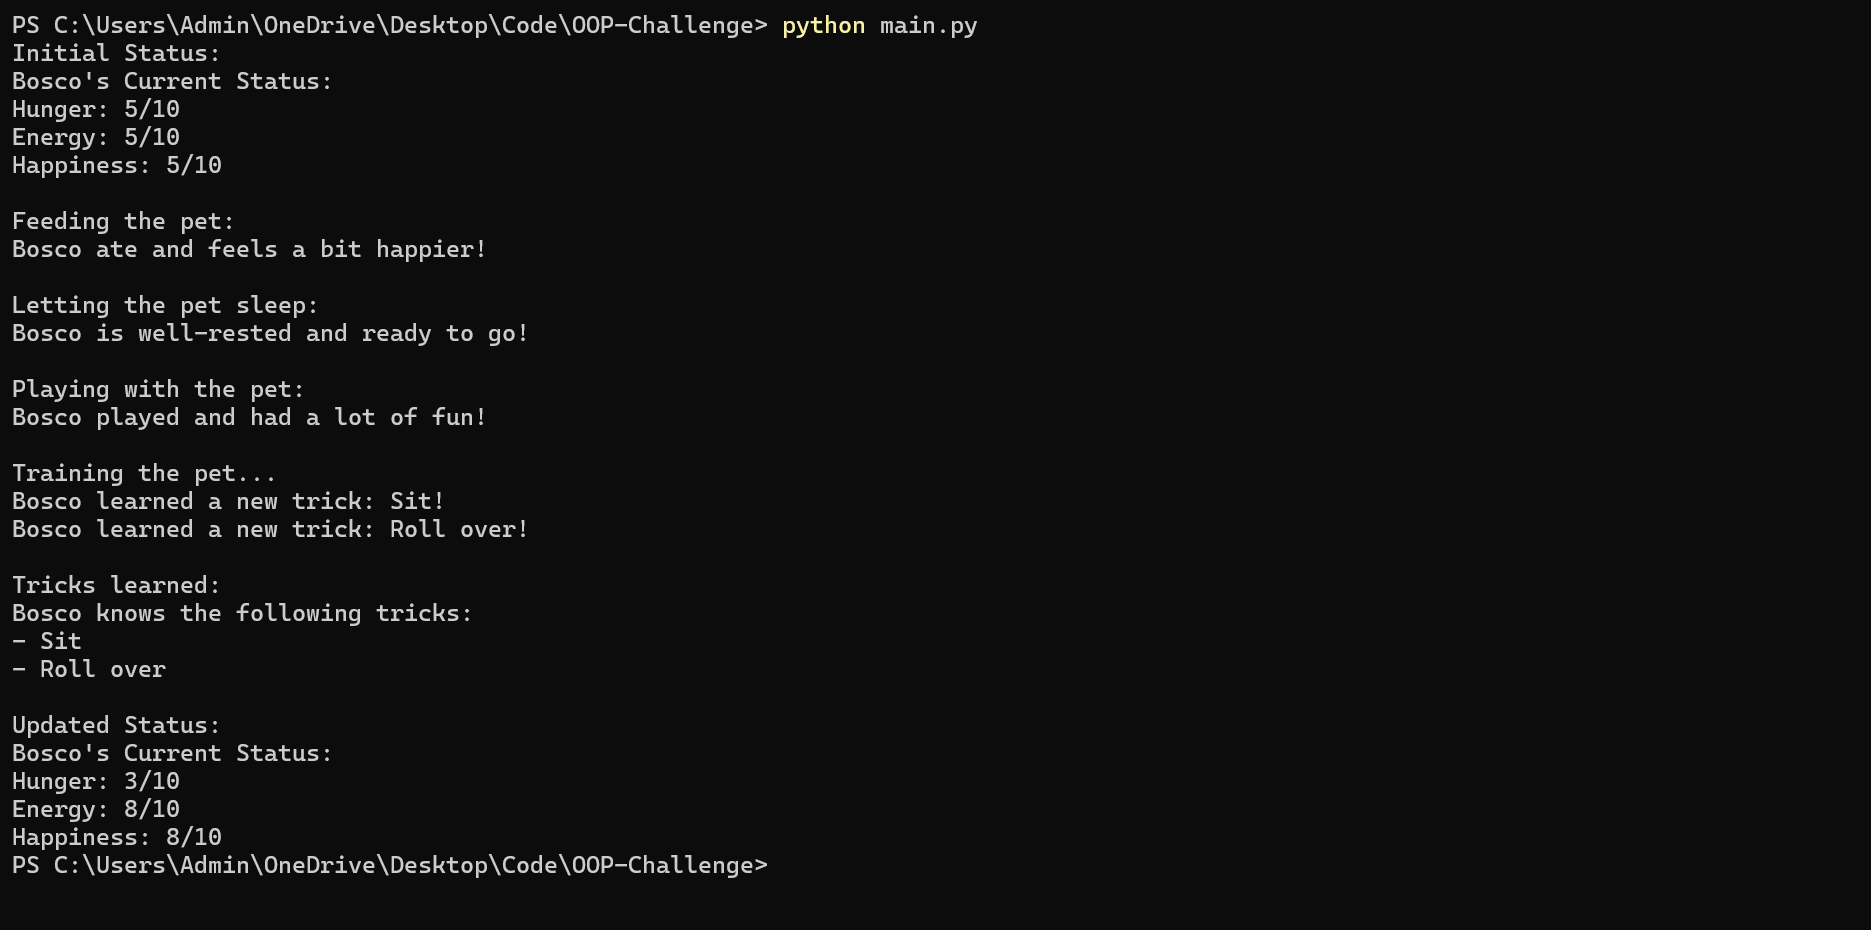 PS C:\Users\Admin\OneDrive\Desktop\Code\OOP-Challenge> python main.py
Initial Status:
Bosco's Current Status:
Hunger: 5/10
Energy: 5/10
Happiness: 5/10

Feeding the pet:
Bosco ate and feels a bit happier!

Letting the pet sleep:
Bosco is well-rested and ready to go!

Playing with the pet:
Bosco played and had a lot of fun!

Training the pet...
Bosco learned a new trick: Sit!
Bosco learned a new trick: Roll over!

Tricks learned:
Bosco knows the following tricks:
- Sit
- Roll over

Updated Status:
Bosco's Current Status:
Hunger: 3/10
Energy: 8/10
Happiness: 8/10
PS C:\Users\Admin\OneDrive\Desktop\Code\OOP-Challenge>